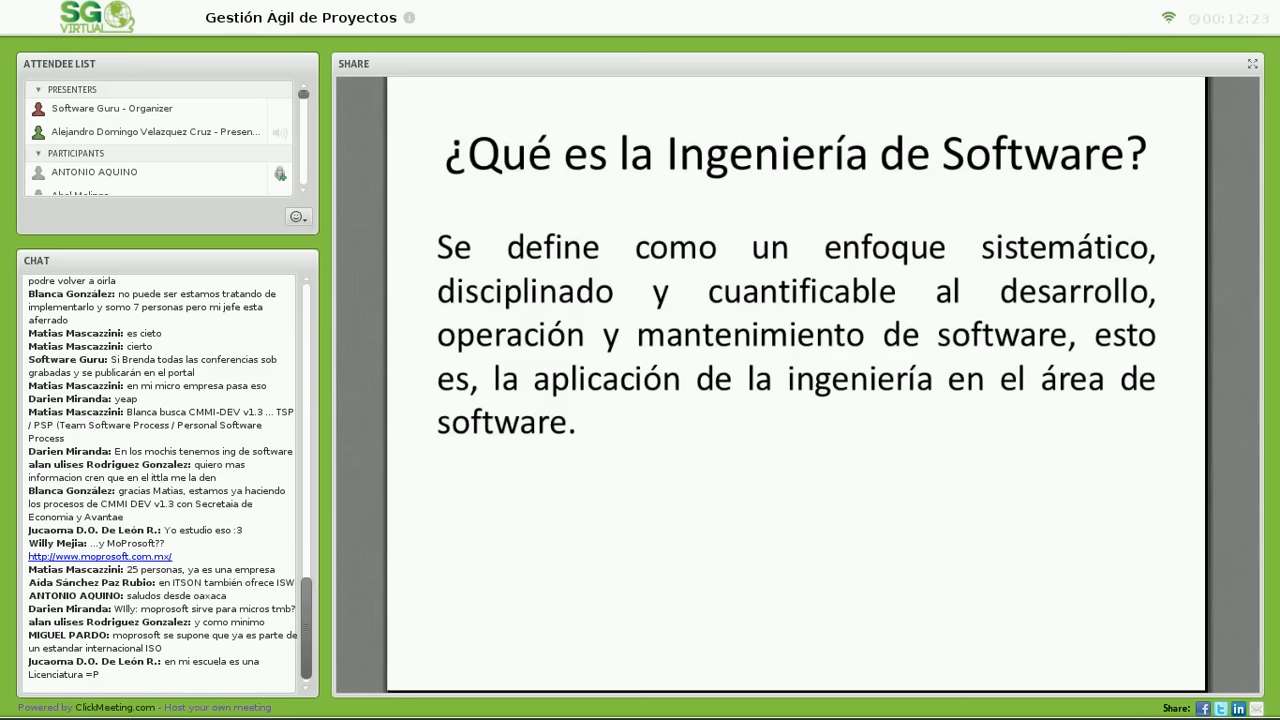 SG
VIRTUAL
Gestión Ágil de Proyectos
00:12:23
ATTENDEE LIST
PRESENTERS
Software Guru - Organizer
Alejandro Domingo Velazquez Cruz - Presen...
PARTICIPANTS
ANTONIO AQUINO
CHAT
podre volver a oirla
Blanca González: no puede ser estamos tratando de
implementarlo y somo 7 personas pero mi jefe esta
aferrado
Matias Mascazzini: es cieto
Matias Mascazzini: cierto
Software Guru: Si Brenda todas las conferencias sob
grabadas y se publicarán en el portal
Matias Mascazzini: en mi micro empresa pasa eso
Darien Miranda: yeap
Matias Mascazzini: Blanca busca CMMI-DEV v1.3 ... TSP
/ PSP (Team Software Process / Personal Software
Process
Darien Miranda: En los mochis tenemos ing de software
alan ulises Rodriguez Gonzalez: quiero mas
informacion cren que en el ittla me la den
Blanca González: gracias Matias, estamos ya haciendo
los procesos de CMMI DEV v1.3 con Secretaia de
Economia y Avantae
Jucaoma D.O. De León R.: Yo estudio eso :3
Willy Mejia: ...y MoProsoft??
http://www.moprosoft.com.mx/
Matias Mascazzini: 25 personas, ya es una empresa
Aída Sánchez Paz Rubio: en ITSON también ofrece ISW
ANTONIO AQUINO: saludos desde oaxaca
Darien Miranda: WIlly: moprosoft sirve para micros tmb?
alan ulises Rodriguez Gonzalez: y como minimo
MIGUEL PARDO: moprosoft se supone que ya es parte de
un estandar internacional ISO
Jucaoma D.O. De León R.: en mi escuela es una
Licenciatura =P
SHARE
¿Qué es la Ingeniería de Software?
Se define como un enfoque sistemático,
disciplinado y cuantificable al desarrollo,
operación y mantenimiento de software, esto
es, la aplicación de la ingeniería en el área de
software.
Powered by ClickMeeting.com - Host your own meeting
Share: